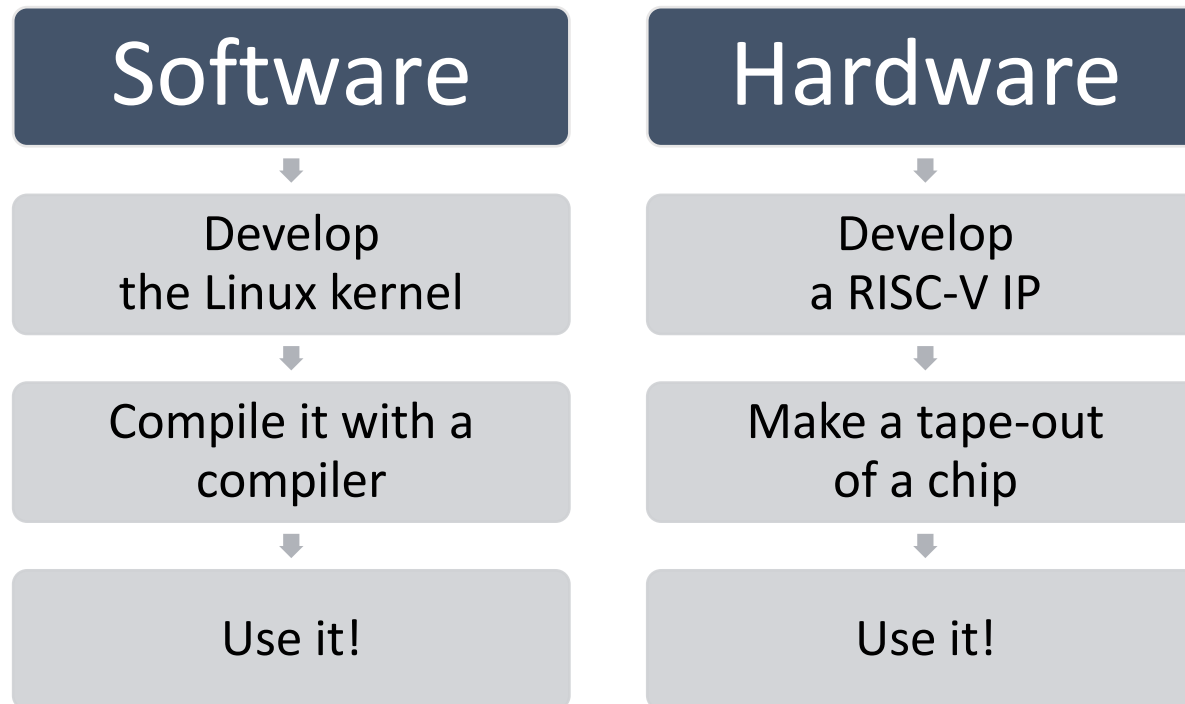 Software
Develop
the Linux kernel
Compile it with a
compiler
Use it!
Hardware
Develop
a RISC-V IP
Make a tape-out
of a chip
Use it!